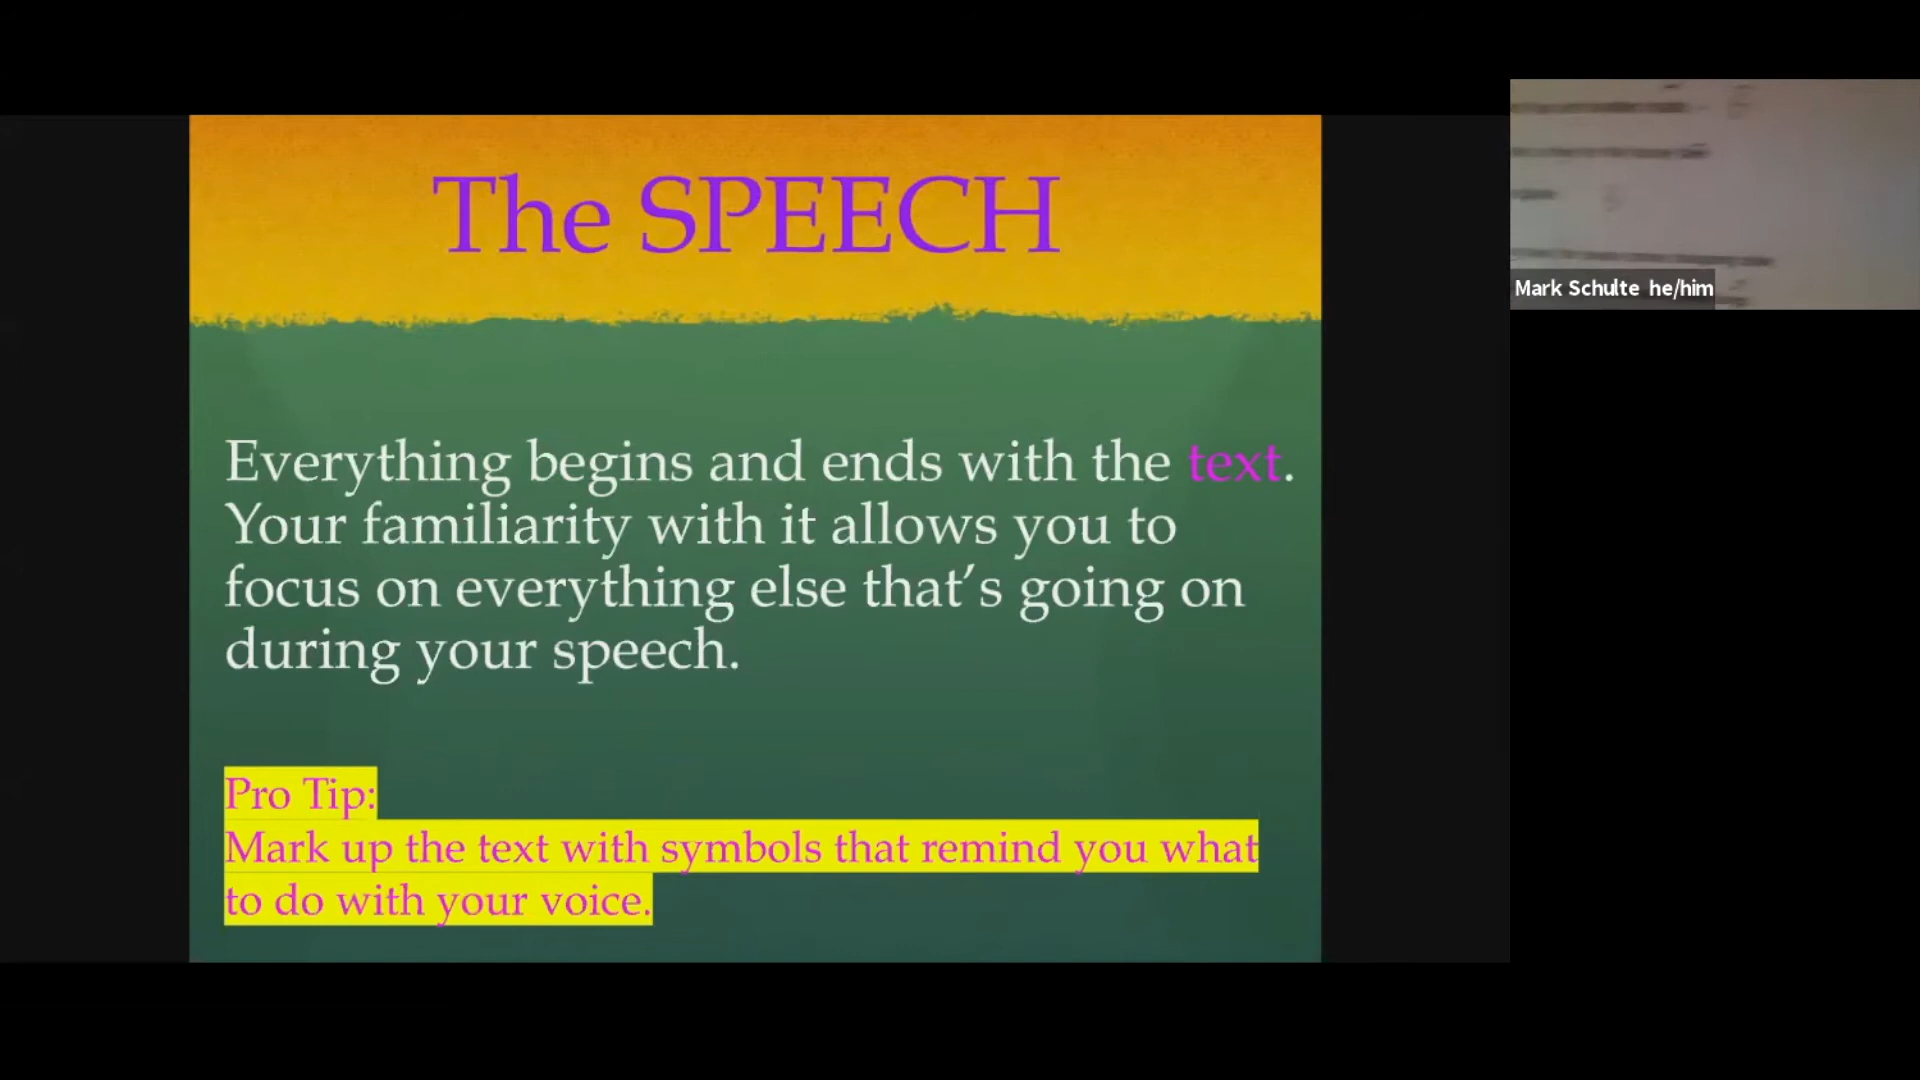 The SPEECH
Everything begins and ends with the text.
Your familiarity with it allows you to
focus on everything else that’s going on
during your speech.
Pro Tip:
Mark up the text with symbols that remind you what
to do with your voice.
Mark Schulte he/him